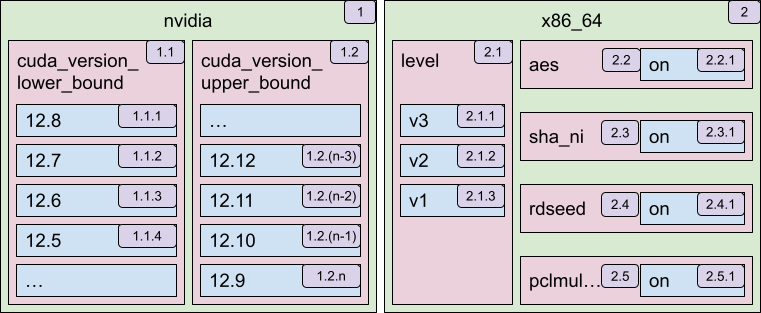 nvidia
1
cuda_version_
lower_bound
1.1
12.8
1.1.1
12.7
1.1.2
12.6
1.1.3
12.5
1.1.4
…
cuda_version_
upper_bound
1.2
…
12.12
1.2.(n-3)
12.11
1.2.(n-2)
12.10
1.2.(n-1)
12.9
1.2.n
x86_64
2
level
2.1
v3
2.1.1
v2
2.1.2
v1
2.1.3
aes
2.2
on
2.2.1
sha_ni
2.3
on
2.3.1
rdseed
2.4
on
2.4.1
pclmul…
2.5
on
2.5.1